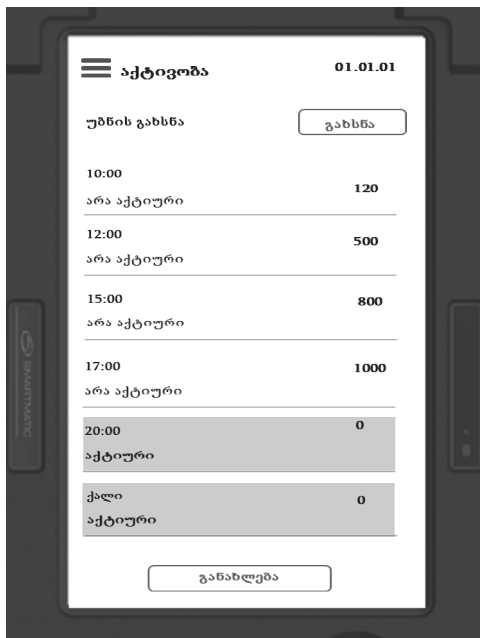 აქტივობა 01.01.01
უბნის გახსნა გახსნა
10:00
120
არა აქტიური
12:00
500
არა აქტიური
15:00
800
არა აქტიური
17:00
1000
არა აქტიური
20:00 0
აქტიური
ქალი
0
აქტიური
განახლება
SMARTMATIC